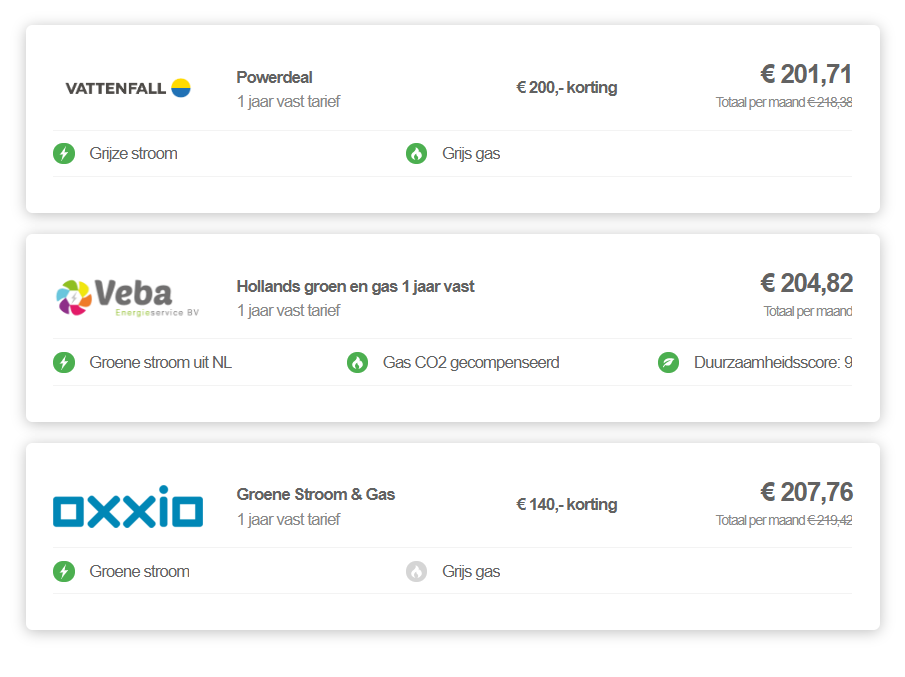 VATTENFALL
Powerdeal
1 jaar vast tarief
€ 200,- korting
€ 201,71
Totaal per maand € 218,38
Grijze stroom
Grijs gas
Veba
Energieservice BV
Hollands groen en gas 1 jaar vast
1 jaar vast tarief
€ 204,82
Totaal per maand
Groene stroom uit NL
Gas CO2 gecompenseerd
Duurzaamheidsscore: 9
oxxio
Groene Stroom & Gas
1 jaar vast tarief
€ 140,- korting
€ 207,76
Totaal per maand € 219,42
Groene stroom
Grijs gas